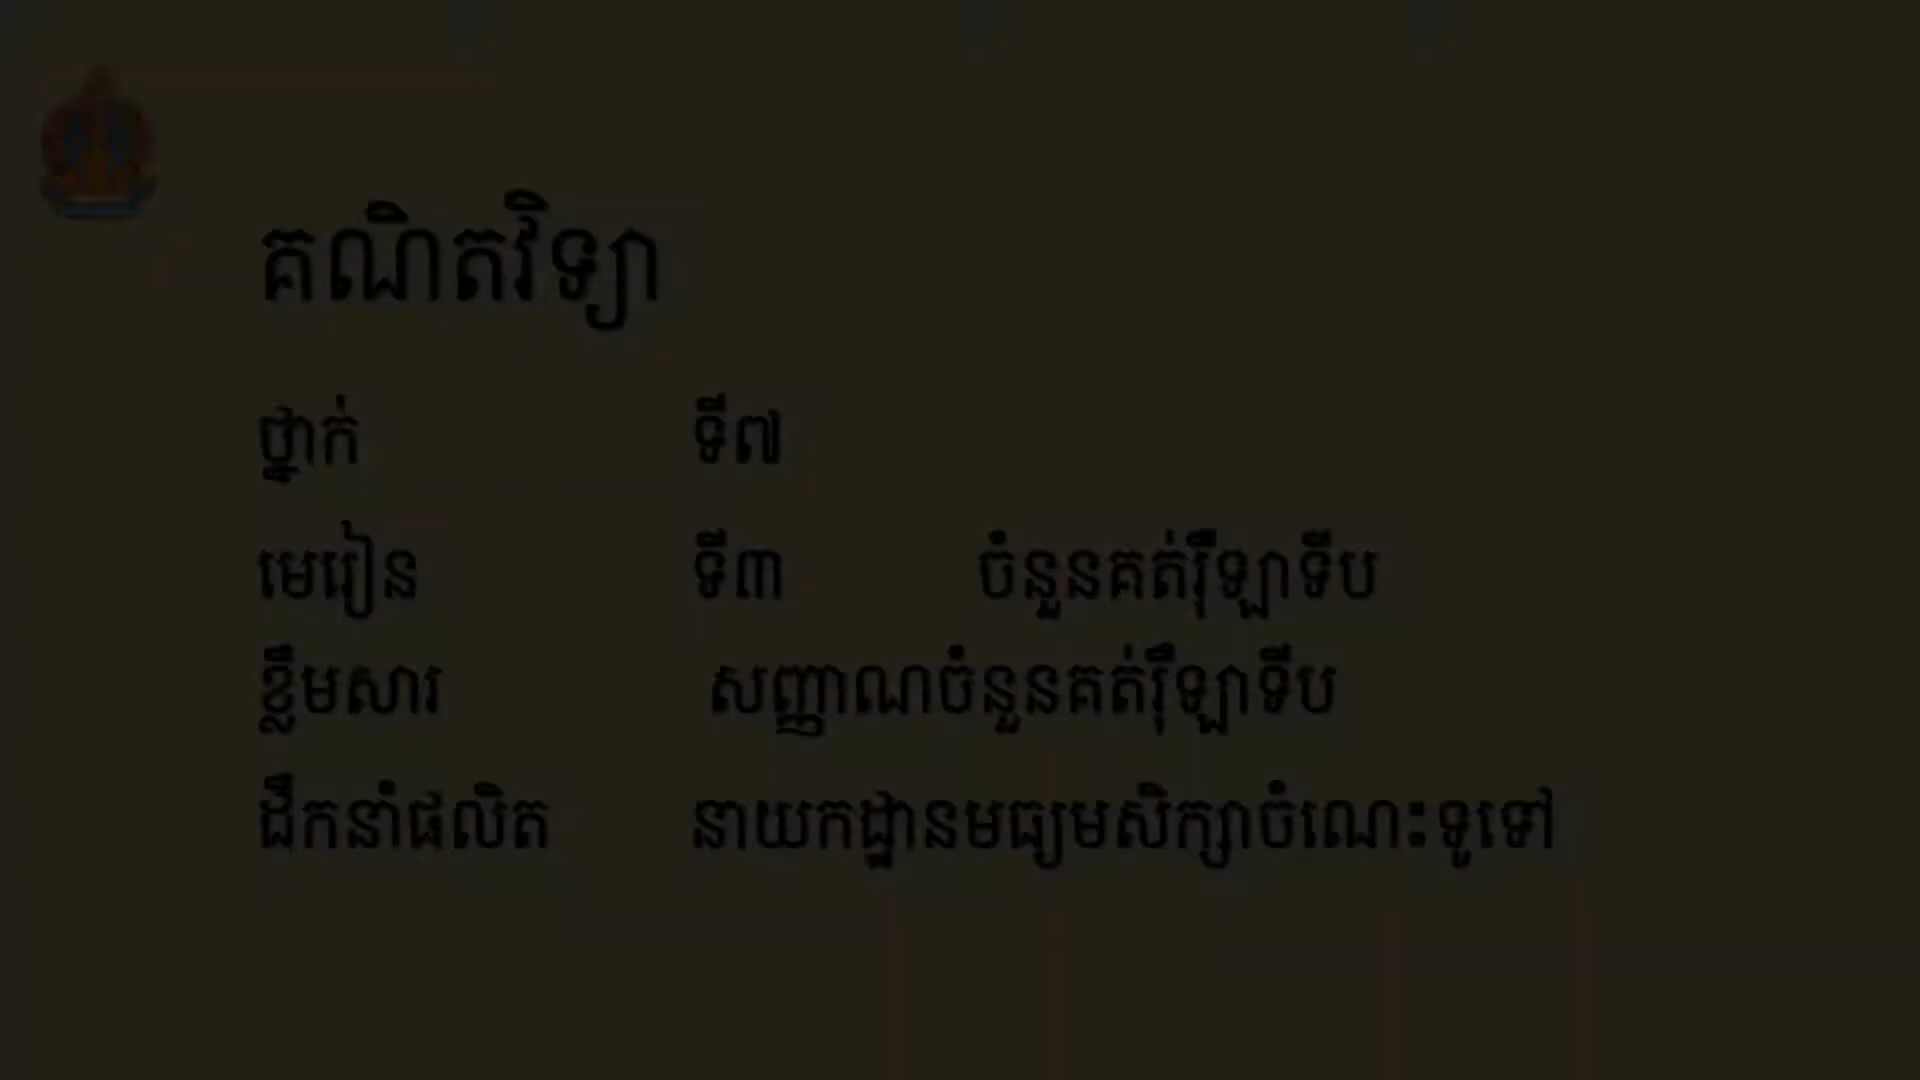 គណិតវិទ្យា
ថ្នាក់ ទី៧
មេរៀន ទី៣ ចំនួនគត់រ៉ឺឡាទីប
ខ្លឹមសារ សញ្ញាណចំនួនគត់រ៉ឺឡាទីប
ដឹកនាំផលិត នាយកដ្ឋានមធ្យមសិក្សាចំណេះទូទៅ